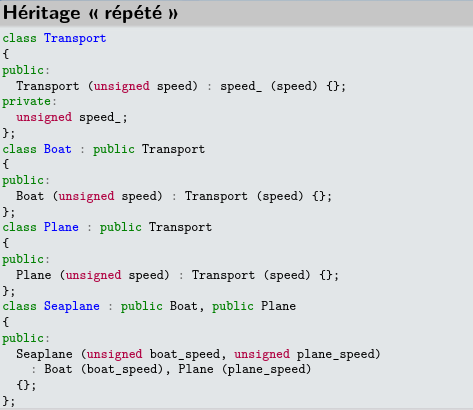 Héritage « répété »
class Transport
{
public:
  Transport (unsigned speed) : speed_ (speed) {};
private:
  unsigned speed_;
};
class Boat : public Transport
{
public:
  Boat (unsigned speed) : Transport (speed) {};
};
class Plane : public Transport
{
public:
  Plane (unsigned speed) : Transport (speed) {};
};
class Seaplane : public Boat, public Plane
{
public:
  Seaplane (unsigned boat_speed, unsigned plane_speed)
    : Boat (boat_speed), Plane (plane_speed)
  {};
};